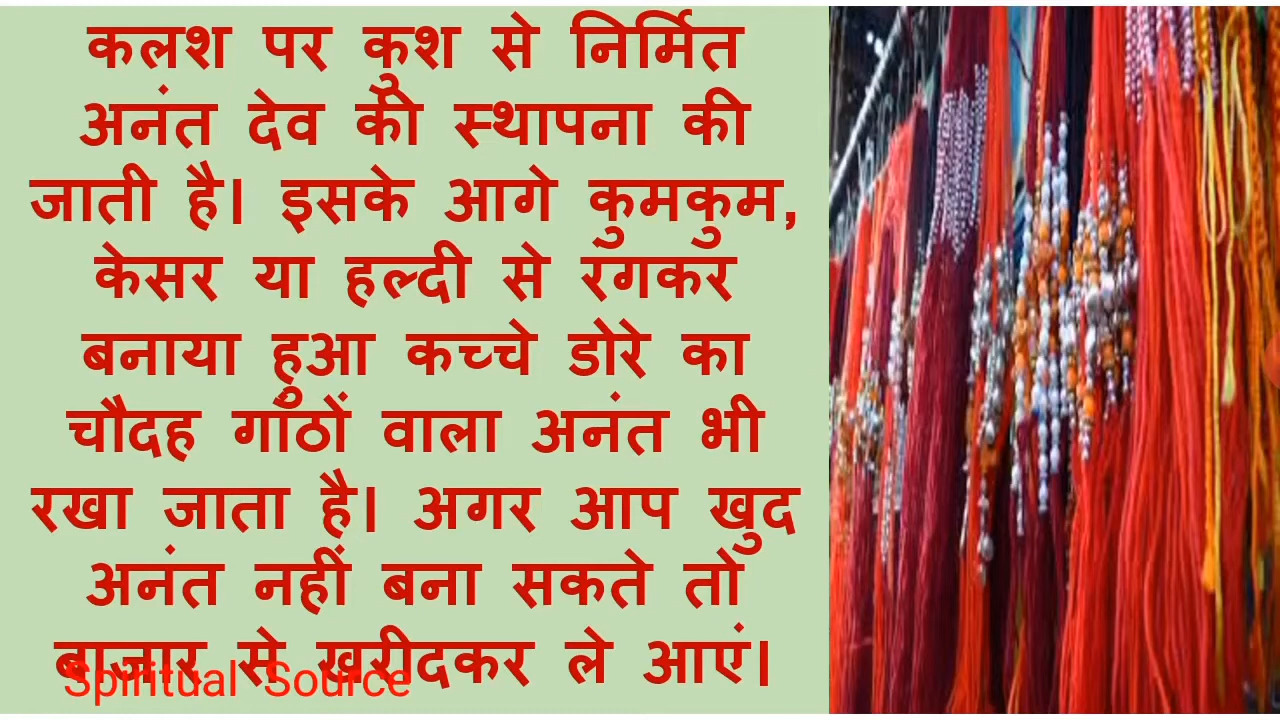 कलश पर कुश से निर्मित
अनंत देव की स्थापना की
जाती है। इसके आगे कुमकुम,
केसर या हल्दी से रंगकर
बनाया हुआ कच्चे डोरे का
चौदह गांठों वाला अनंत भी
रखा जाता है। अगर आप खुद
अनंत नहीं बना सकते तो
बाजार से खरीदकर ले आएं।
Spiritual Source